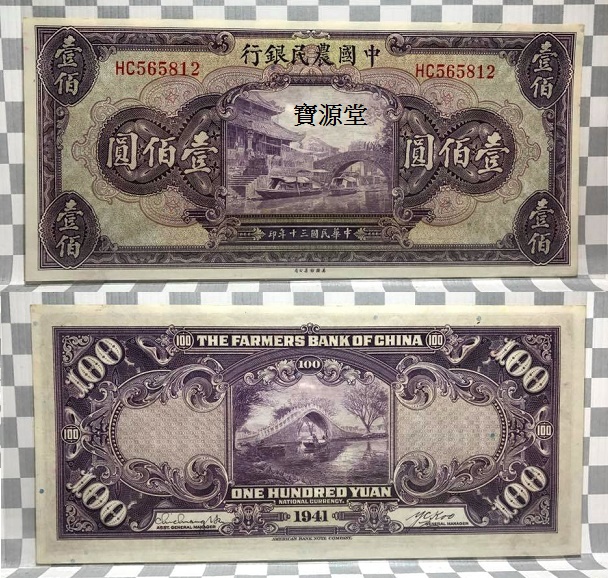 中國農民銀行
壹佰
壹佰
HC565812
HC565812
寶源堂
壹佰圓
壹佰圓
壹佰
壹佰
中華民國三十年印
THE FARMERS BANK OF CHINA
100
100
100
100
100
100
100
100
100
ONE HUNDRED YUAN
NATIONAL CURRENCY
1941
ASST. GENERAL MANAGER
GENERAL MANAGER
AMERICAN BANK NOTE COMPANY